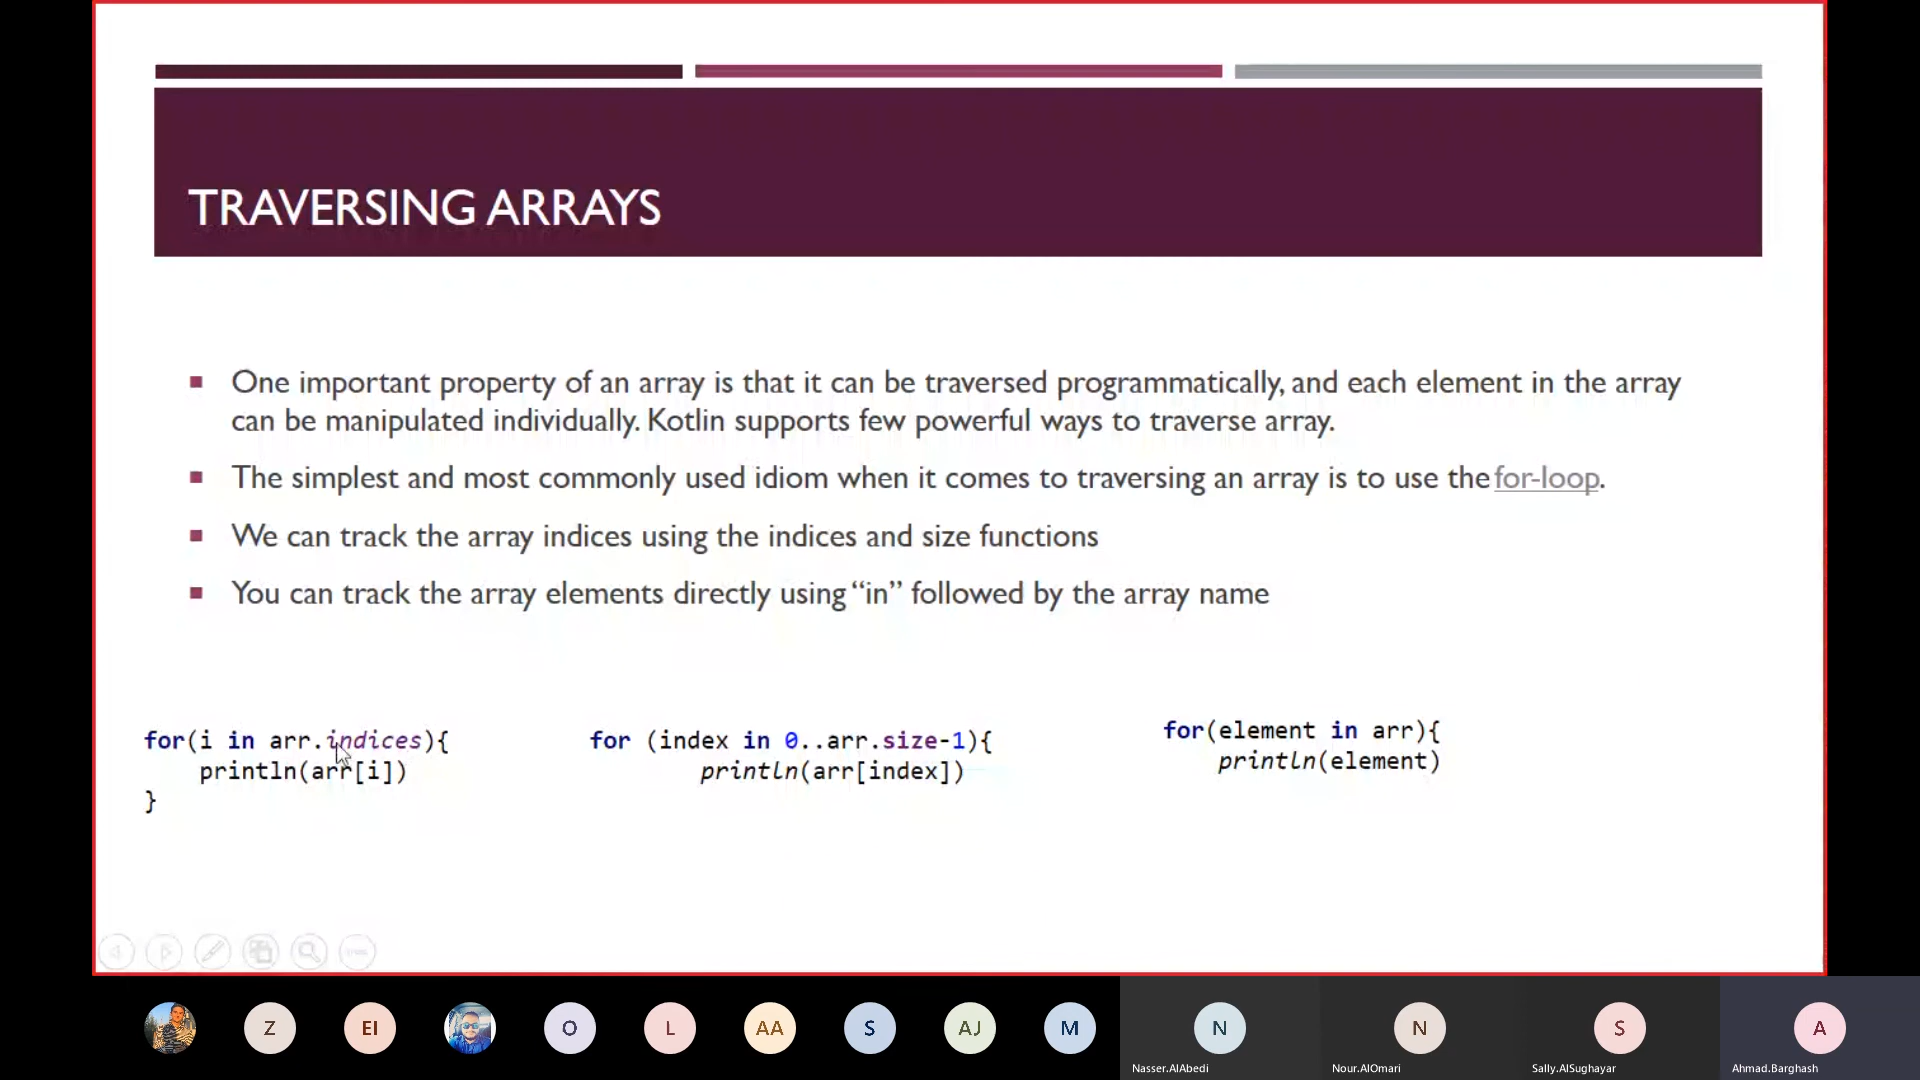 TRAVERSING ARRAYS
One important property of an array is that it can be traversed programmatically, and each element in the array
can be manipulated individually. Kotlin supports few powerful ways to traverse array.
The simplest and most commonly used idiom when it comes to traversing an array is to use the for-loop.
We can track the array indices using the indices and size functions
You can track the array elements directly using “in” followed by the array name
for(i in arr.indices){
println(arr[i])
}
for (index in 0..arr.size-1){
println(arr[index])
for(element in arr){
println(element)
Z
EI
O
L
AA
S
AJ
M
N
N
S
A
Nasser.AlAbedi
Nour.AlOmari
Sally.AlSughayar
Ahmad.Barghash